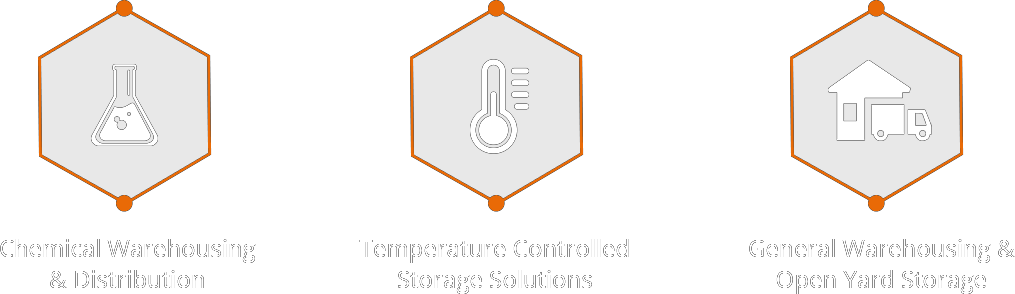 Chemical Warehousing
& Distribution
Temperature Controlled
Storage Solutions
General Warehousing &
Open Yard Storage